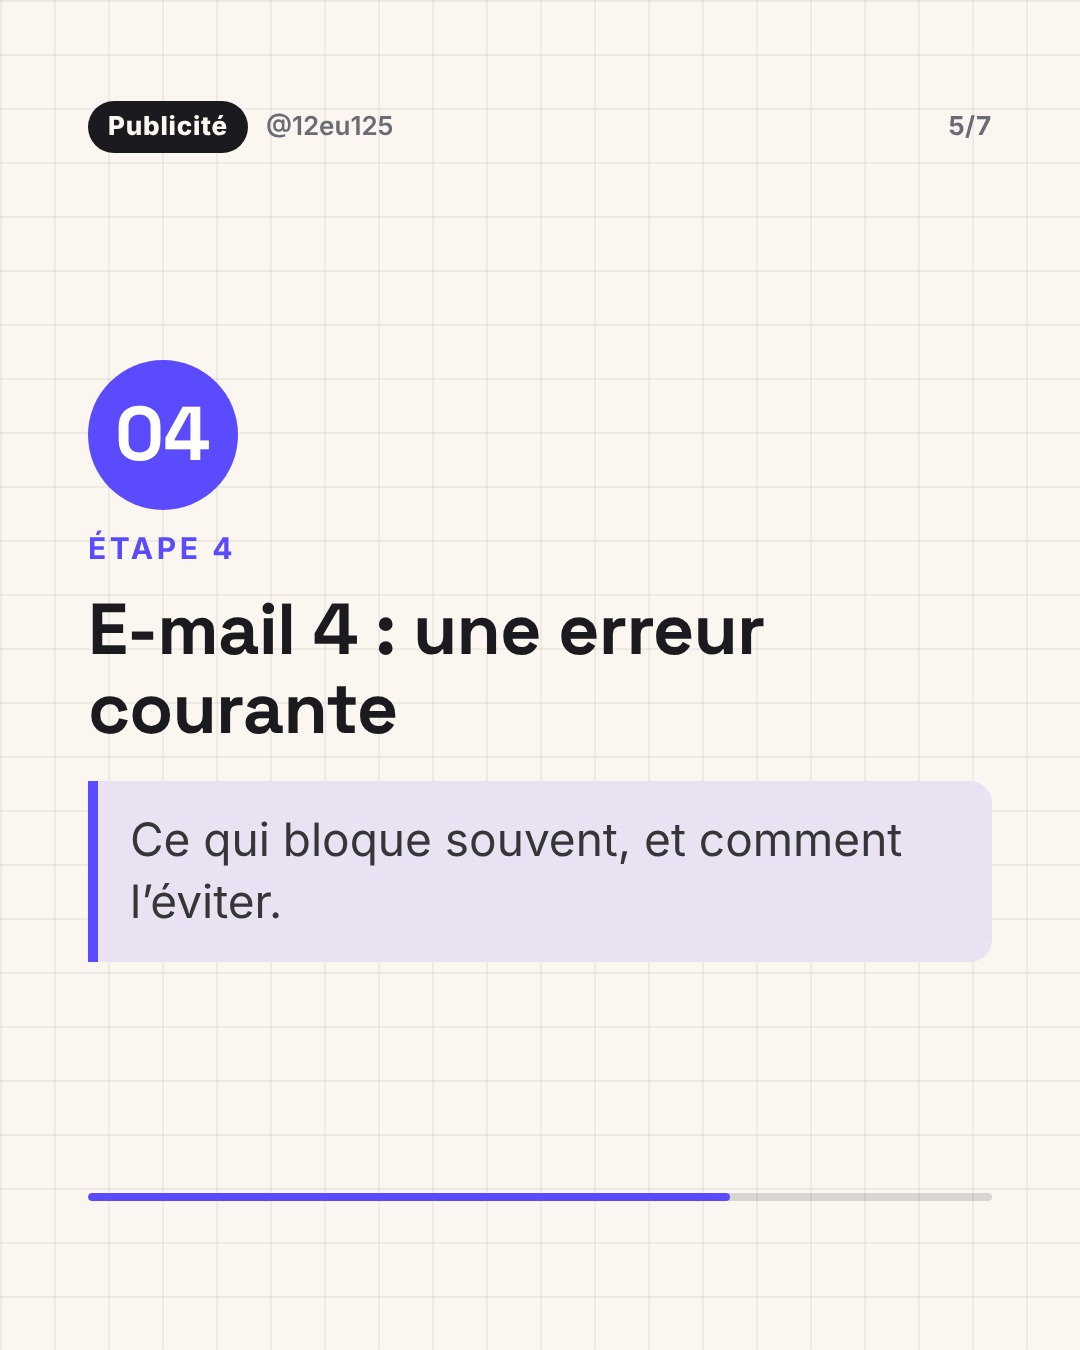 Publicité @12eu125 5/7
04
ÉTAPE 4
E-mail 4 : une erreur
courante
Ce qui bloque souvent, et comment
l’éviter.